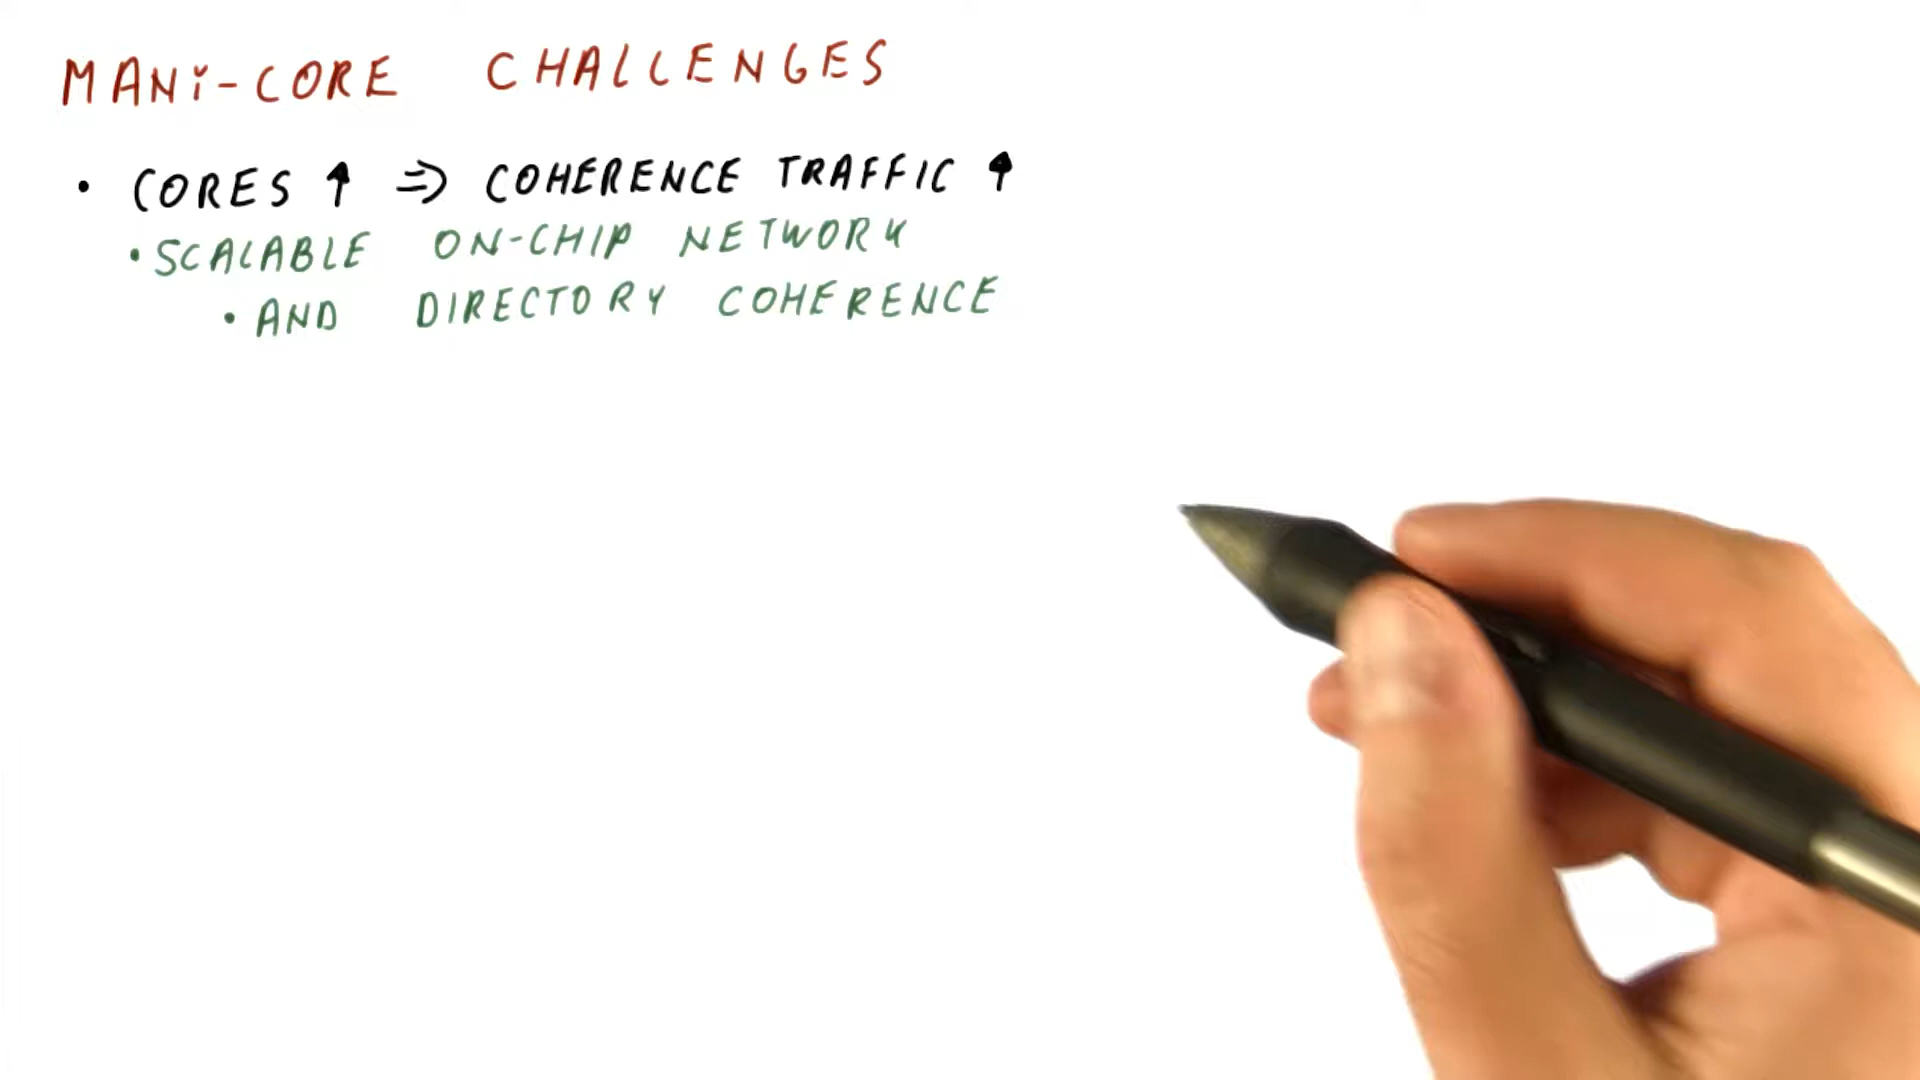 MANY-CORE CHALLENGES
• CORES ↑ ⇒ COHERENCE TRAFFIC ↑
• SCALABLE ON-CHIP NETWORK
• AND DIRECTORY COHERENCE